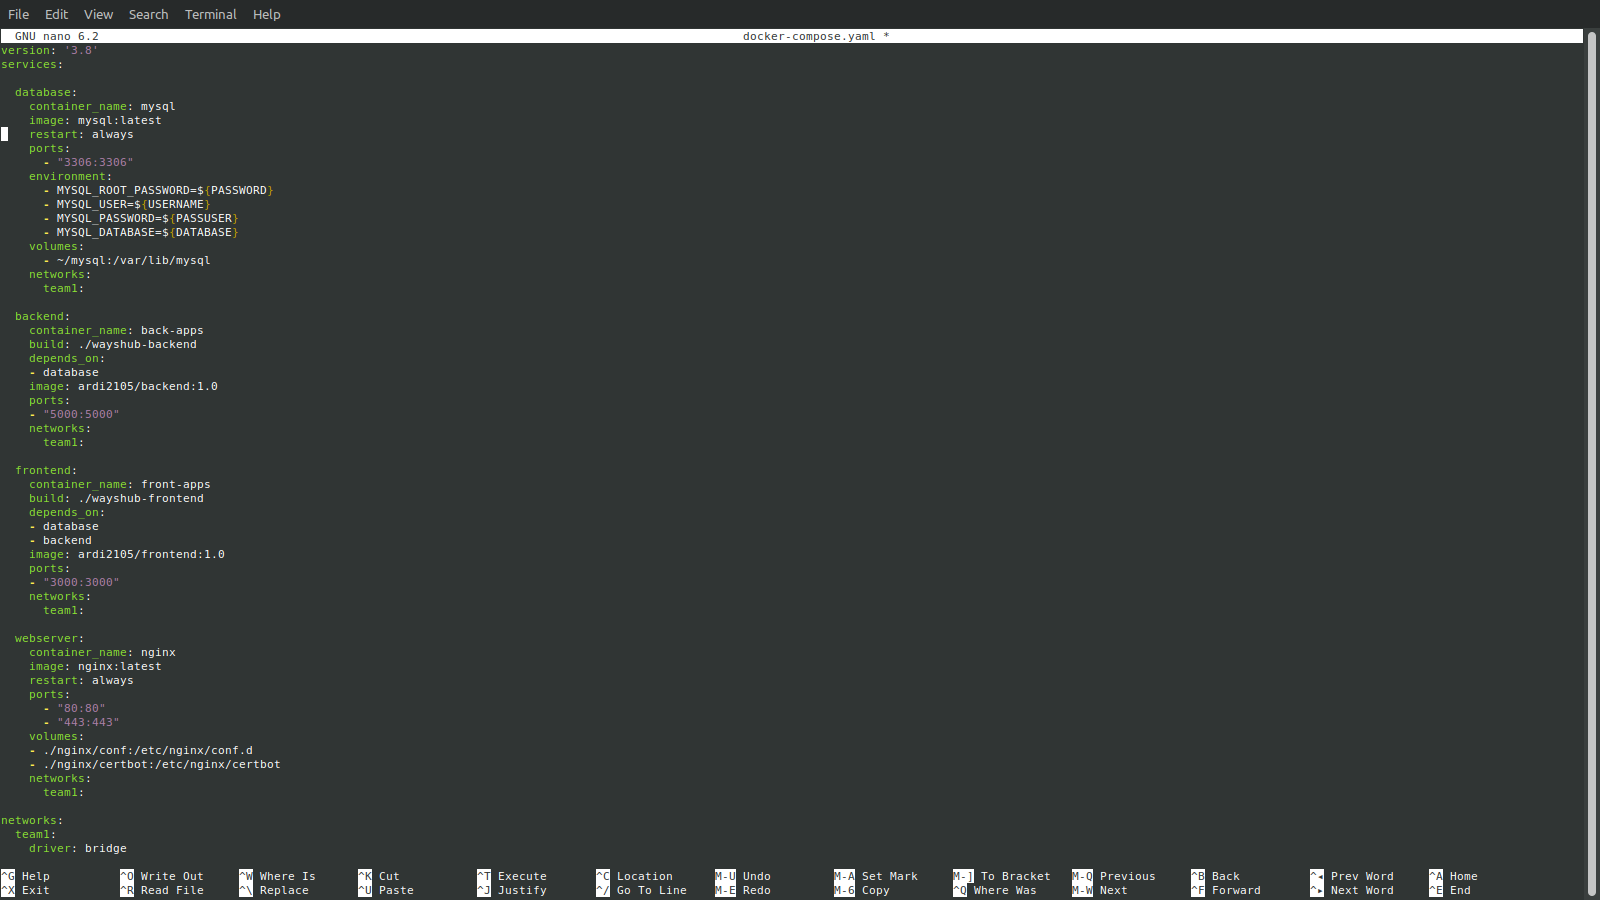 File Edit View Search Terminal Help
GNU nano 6.2 docker-compose.yaml *
version: '3.8'
services:
database:
container_name: mysql
image: mysql:latest
restart: always
ports:
- "3306:3306"
environment:
- MYSQL_ROOT_PASSWORD=${PASSWORD}
- MYSQL_USER=${USERNAME}
- MYSQL_PASSWORD=${PASSUSER}
- MYSQL_DATABASE=${DATABASE}
volumes:
- ~/mysql:/var/lib/mysql
networks:
team1:
backend:
container_name: back-apps
build: ./wayshub-backend
depends_on:
- database
image: ardi2105/backend:1.0
ports:
- "5000:5000"
networks:
team1:
frontend:
container_name: front-apps
build: ./wayshub-frontend
depends_on:
- database
- backend
image: ardi2105/frontend:1.0
ports:
- "3000:3000"
networks:
team1:
webserver:
container_name: nginx
image: nginx:latest
restart: always
ports:
- "80:80"
- "443:443"
volumes:
- ./nginx/conf:/etc/nginx/conf.d
- ./nginx/certbot:/etc/nginx/certbot
networks:
team1:
networks:
team1:
driver: bridge
^G Help ^O Write Out ^W Where Is ^K Cut ^T Execute ^C Location M-U Undo M-A Set Mark M-] To Bracket M-Q Previous ^B Back ^◂ Prev Word ^A Home
^X Exit ^R Read File ^\ Replace ^U Paste ^J Justify ^/ Go To Line M-E Redo M-6 Copy ^Q Where Was M-W Next ^F Forward ^▸ Next Word ^E End